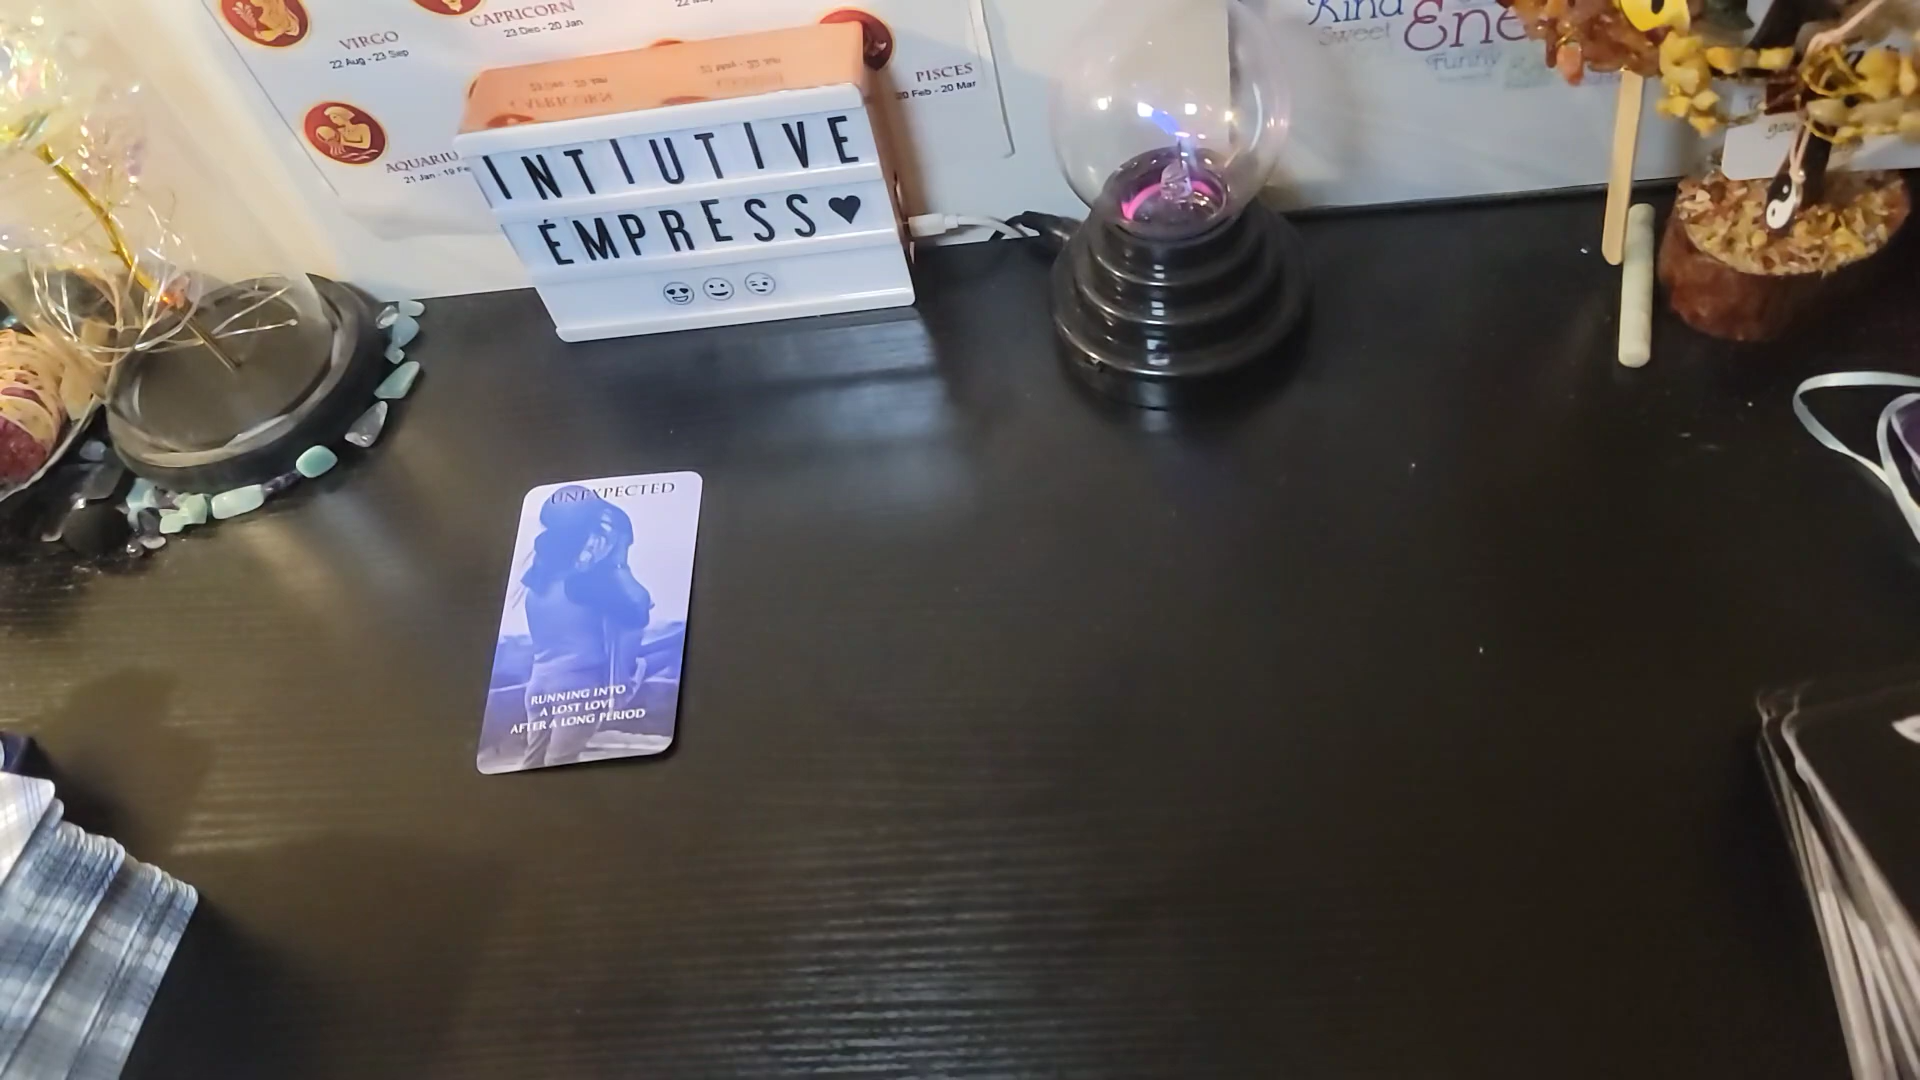 VIRGO
22 Aug - 23 Sep
CAPRICORN
23 Dec - 20 Jan
AQUARIU
21 Jan - 19 Fe
PISCES
20 Feb - 20 Mar
INTIUTIVE
ÉMPRESS♥
Kind
Sweet
Ene
Funny
UNEXPECTED
RUNNING INTO
A LOST LOVE
AFTER A LONG PERIOD